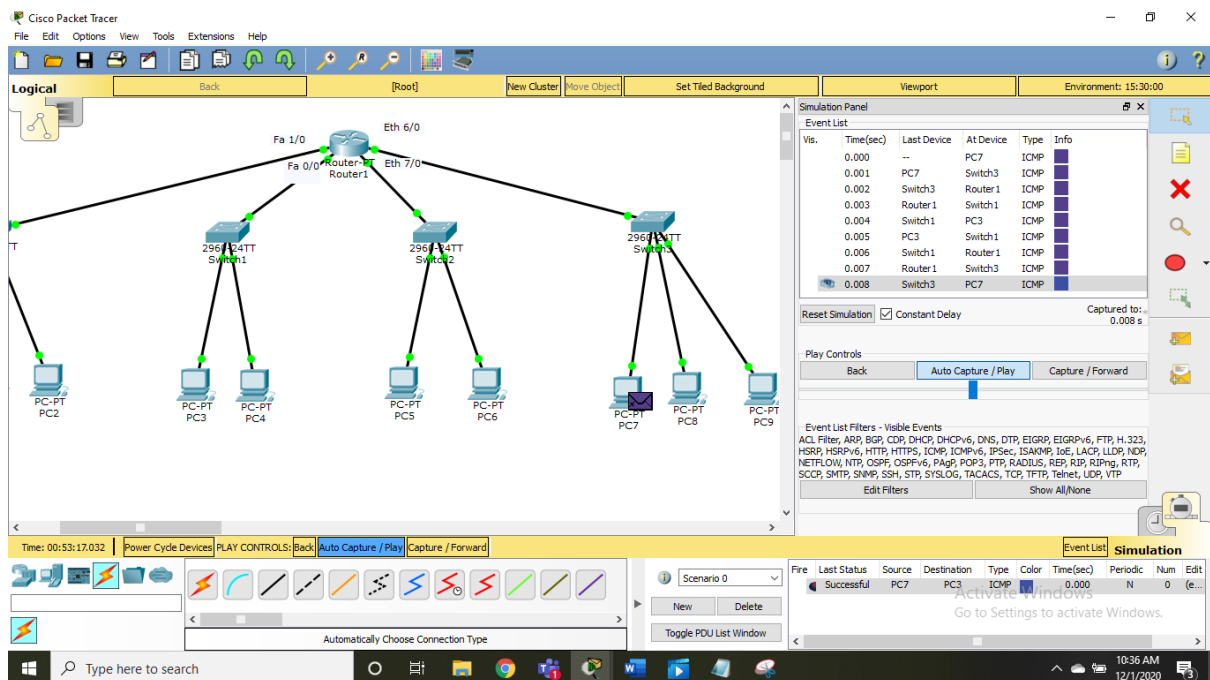 Cisco Packet Tracer
File Edit Options View Tools Extensions Help
Logical Back [Root] New Cluster Move Object Set Tiled Background Viewport Environment: 15:30:00
Fa 1/0
Eth 6/0
Fa 0/0
Eth 7/0
Router-PT
Router1
T
2960-24TT
Switch1
2960-24TT
Switch2
2960-24TT
Switch3
PC-PT
PC2
PC-PT
PC3
PC-PT
PC4
PC-PT
PC5
PC-PT
PC6
PC-PT
PC7
PC-PT
PC8
PC-PT
PC9
Simulation Panel
Event List
Vis. Time(sec) Last Device At Device Type Info
0.000 -- PC7 ICMP
0.001 PC7 Switch3 ICMP
0.002 Switch3 Router1 ICMP
0.003 Router1 Switch1 ICMP
0.004 Switch1 PC3 ICMP
0.005 PC3 Switch1 ICMP
0.006 Switch1 Router1 ICMP
0.007 Router1 Switch3 ICMP
0.008 Switch3 PC7 ICMP
Reset Simulation Constant Delay Captured to:
0.008 s
Play Controls
Back Auto Capture / Play Capture / Forward
Event List Filters - Visible Events
ACL Filter, ARP, BGP, CDP, DHCP, DHCPv6, DNS, DTP, EIGRP, EIGRPv6, FTP, H.323,
HSRP, HSRPv6, HTTP, HTTPS, ICMP, ICMPv6, IPSec, ISAKMP, IoE, LACP, LLDP, NDP,
NETFLOW, NTP, OSPF, OSPFv6, PAgP, POP3, PTP, RADIUS, REP, RIP, RIPng, RTP,
SCCP, SMTP, SNMP, SSH, STP, SYSLOG, TACACS, TCP, TFTP, Telnet, UDP, VTP
Edit Filters Show All/None
Time: 00:53:17.032 Power Cycle Devices PLAY CONTROLS: Back Auto Capture / Play Capture / Forward Event List Simulation
Automatically Choose Connection Type
Scenario 0
New Delete
Toggle PDU List Window
Fire Last Status Source Destination Type Color Time(sec) Periodic Num Edit
Successful PC7 PC3 ICMP 0.000 N 0 (e...
Activate Windows
Go to Settings to activate Windows.
Type here to search
10:36 AM
12/1/2020
3